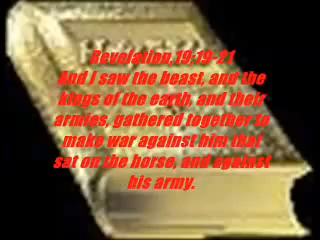 Revelation,19;19-21
And I saw the beast, and the
kings of the earth, and their
armies, gathered together to
make war against him that
sat on the horse, and against
his army.